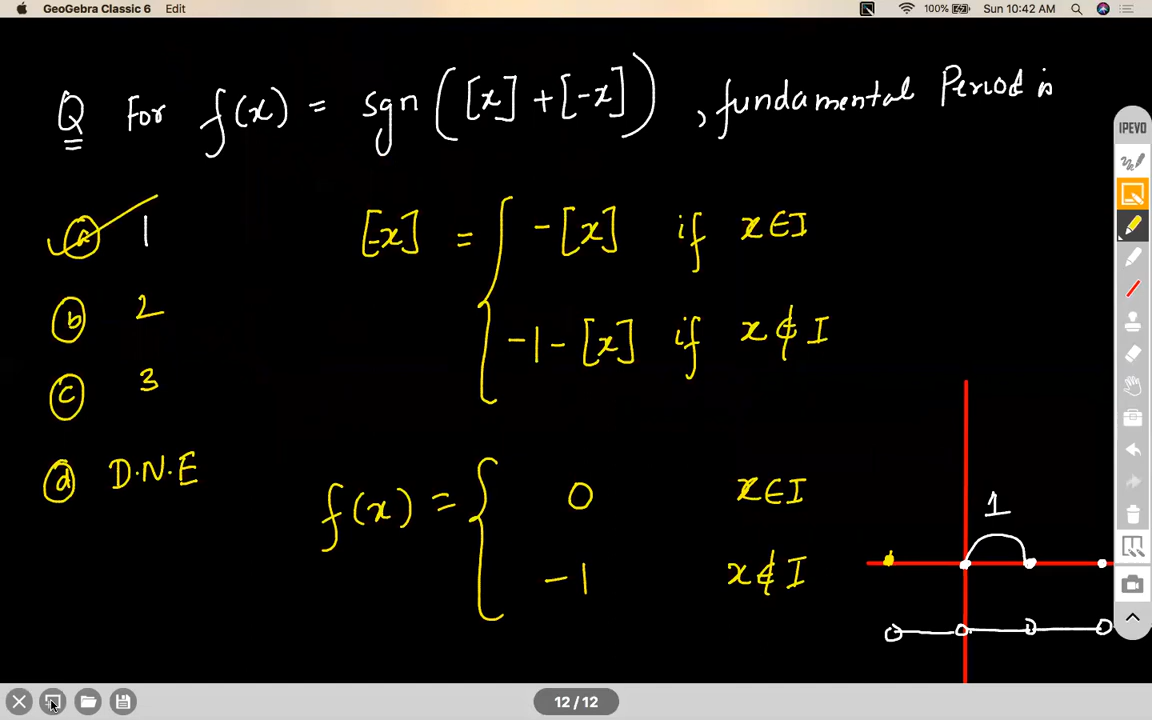 GeoGebra Classic 6 Edit 100% Sun 10:42 AM
Q For f(x) = sgn([x] + [-x]) , fundamental Period is
IPEVO
a 1
[-x] = { -[x] if x∈I
-1-[x] if x∉I
b 2
c 3
d D.N.E
f(x) = { 0 x∈I
-1 x∉I
1
12 / 12